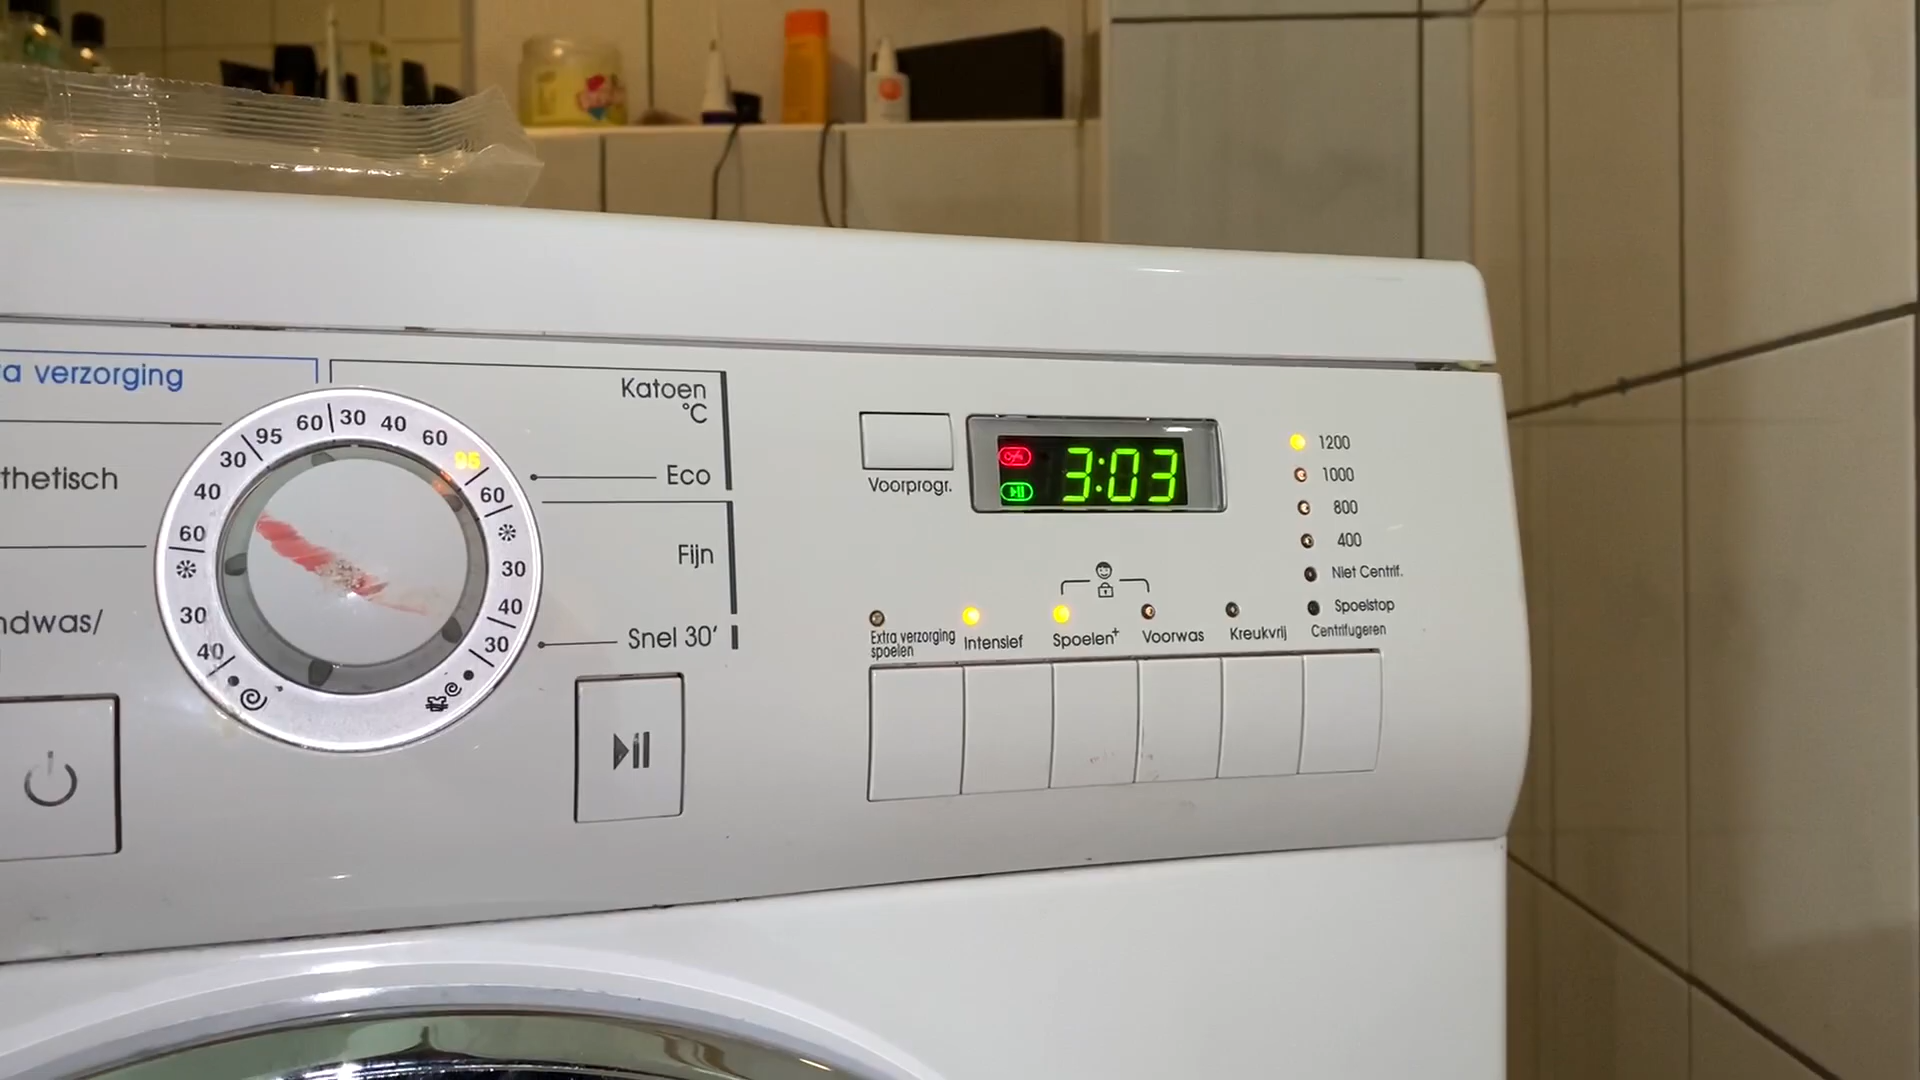 a verzorging
thetisch
ndwas/
60
30
40
60
95
60
30
40
30
95
30
40
60
30
40
Katoen
°C
Eco
Fijn
Snel 30'
Voorprogr.
3:03
1200
1000
800
400
Niet Centrif.
Spoelstop
Centrifugeren
Extra verzorging
spoelen
Intensief
Spoelen+
Voorwas
Kreukvrij